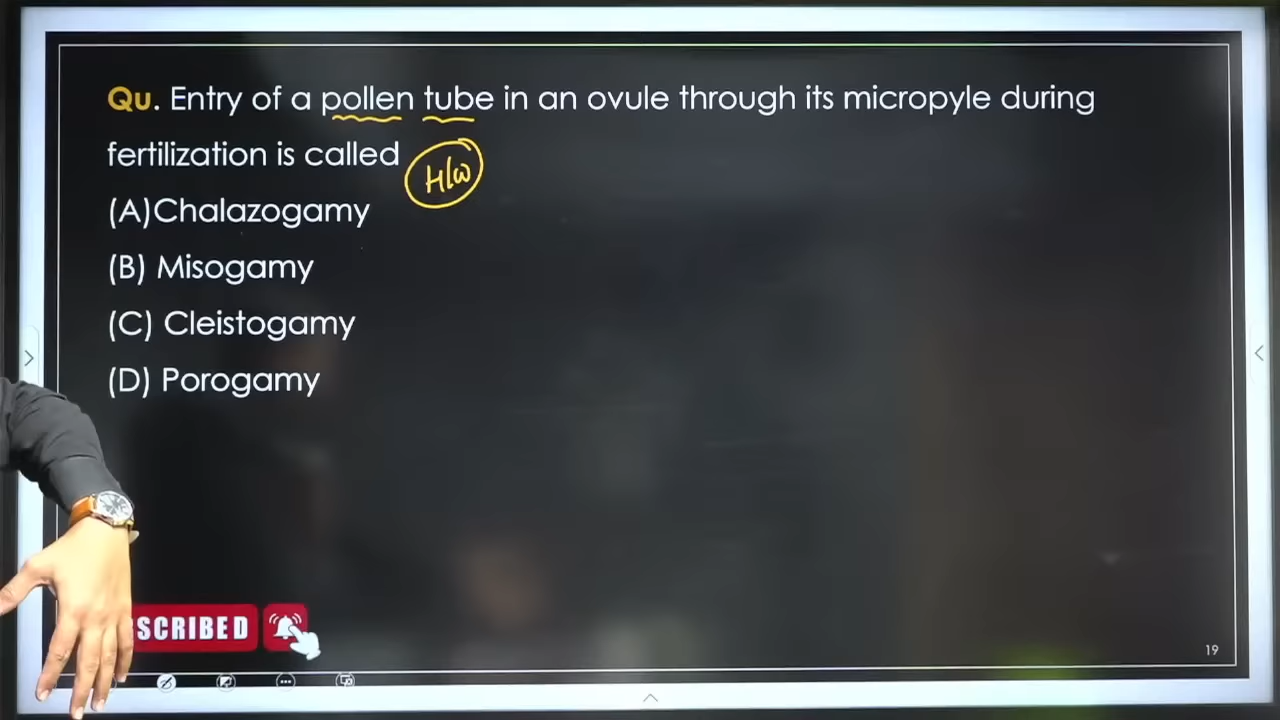 Qu. Entry of a pollen tube in an ovule through its micropyle during
fertilization is called
H/W
(A)Chalazogamy
(B) Misogamy
(C) Cleistogamy
(D) Porogamy
SCRIBED
19